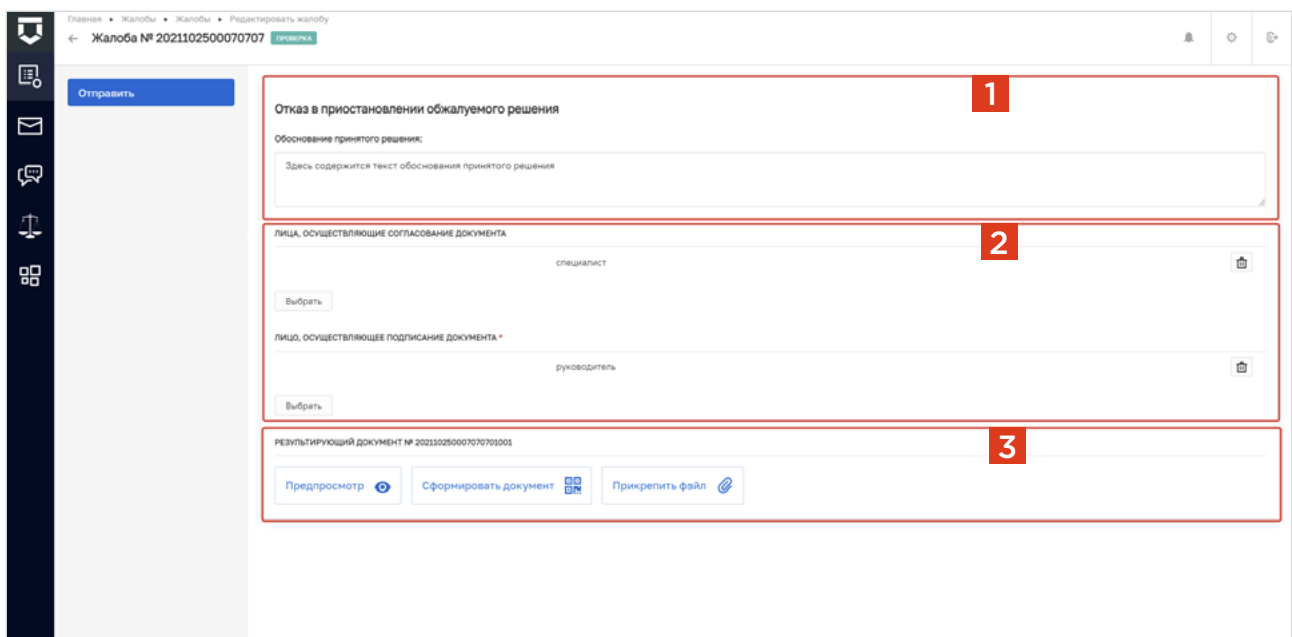 Главная ▸ Жалобы ▸ Жалобы ▸ Редактировать жалобу
← Жалоба № 2021102500070707 ПРОВЕРКА
Отправить
1
Отказ в приостановлении обжалуемого решения
Обоснование принятого решения:
Здесь содержится текст обоснования принятого решения
2
ЛИЦА, ОСУЩЕСТВЛЯЮЩИЕ СОГЛАСОВАНИЕ ДОКУМЕНТА
специалист
Выбрать
ЛИЦО, ОСУЩЕСТВЛЯЮЩЕЕ ПОДПИСАНИЕ ДОКУМЕНТА *
руководитель
Выбрать
3
РЕЗУЛЬТИРУЮЩИЙ ДОКУМЕНТ № 202110250007070701001
Предпросмотр
Сформировать документ
Прикрепить файл